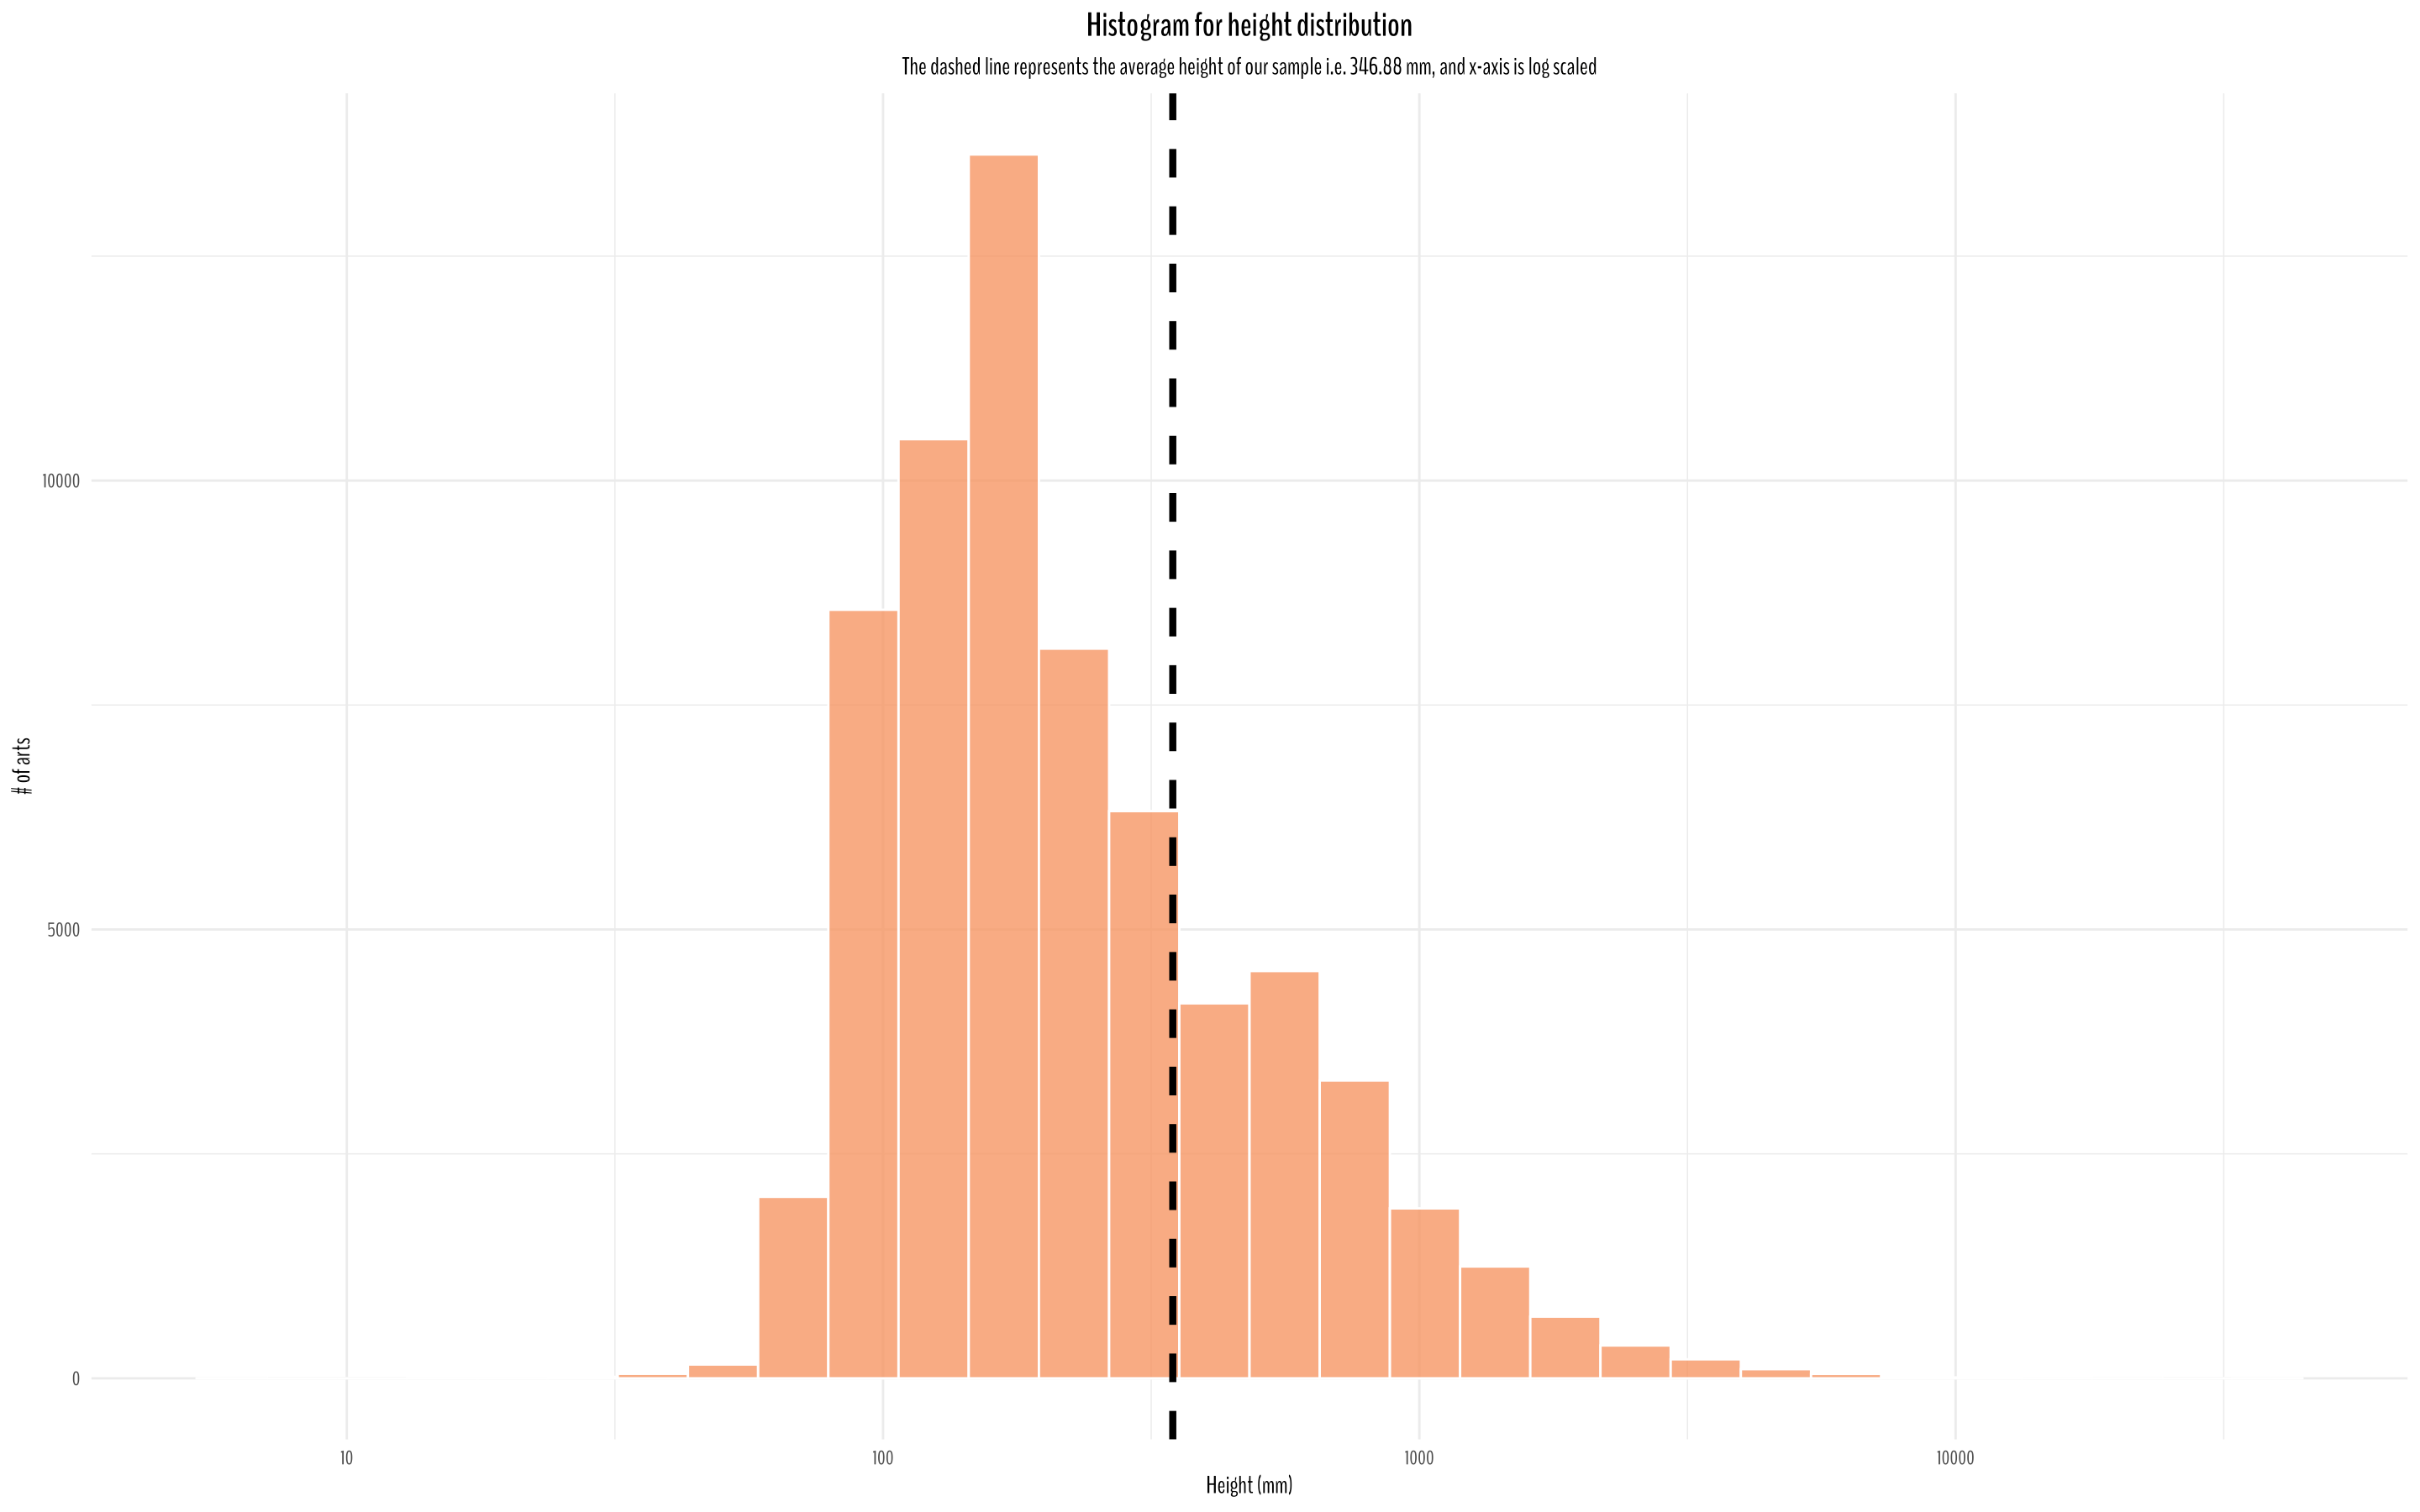 Histogram for height distribution
The dashed line represents the average height of our sample i.e. 346.88 mm, and x-axis is log scaled
# of arts
10000
5000
0
10
100
1000
10000
Height (mm)